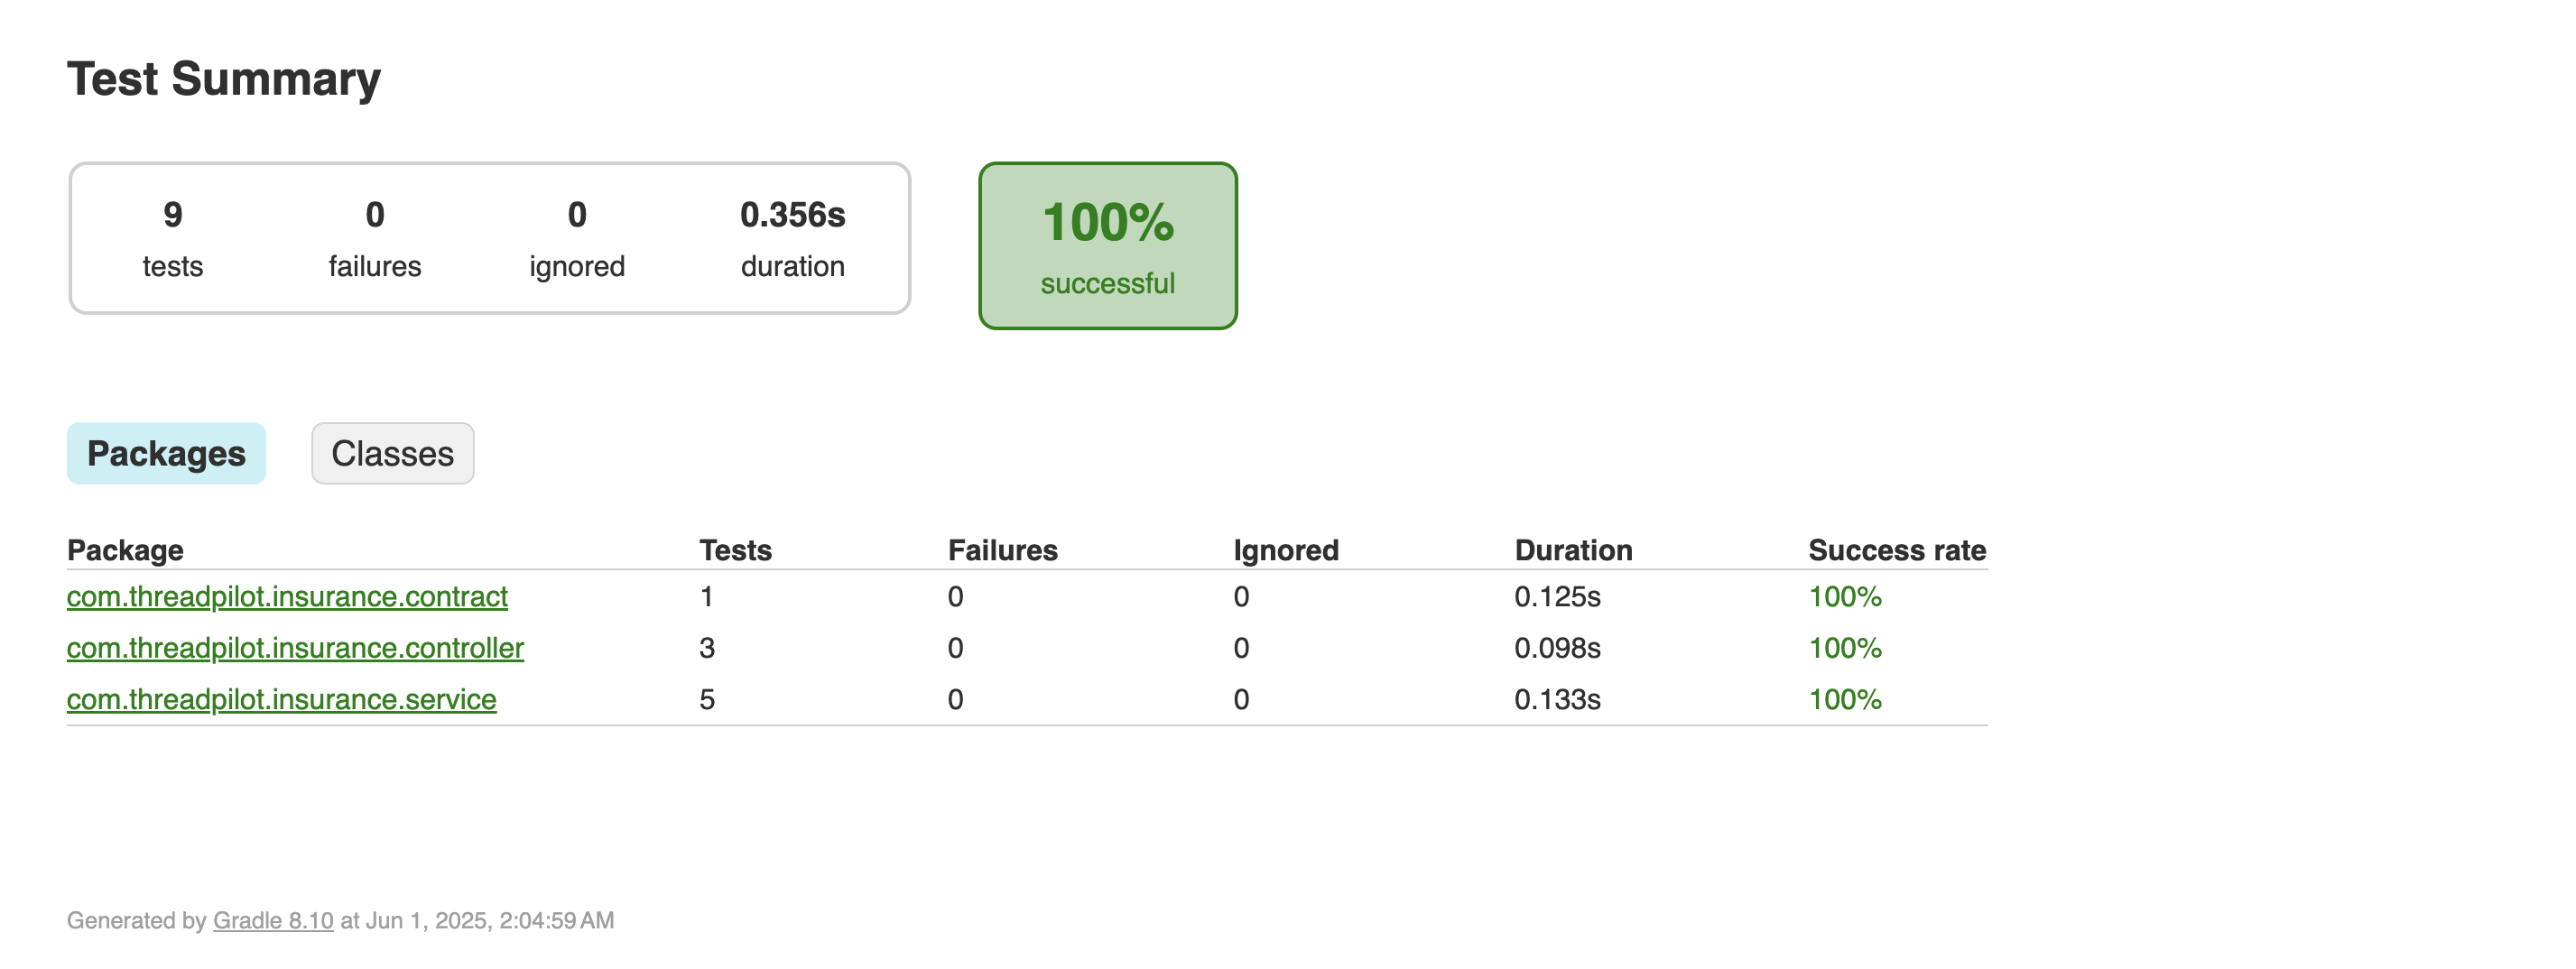 Test Summary
9 0 0 0.356s
tests failures ignored duration
100%
successful
Packages Classes
Package Tests Failures Ignored Duration Success rate
com.threadpilot.insurance.contract 1 0 0 0.125s 100%
com.threadpilot.insurance.controller 3 0 0 0.098s 100%
com.threadpilot.insurance.service 5 0 0 0.133s 100%
Generated by Gradle 8.10 at Jun 1, 2025, 2:04:59 AM